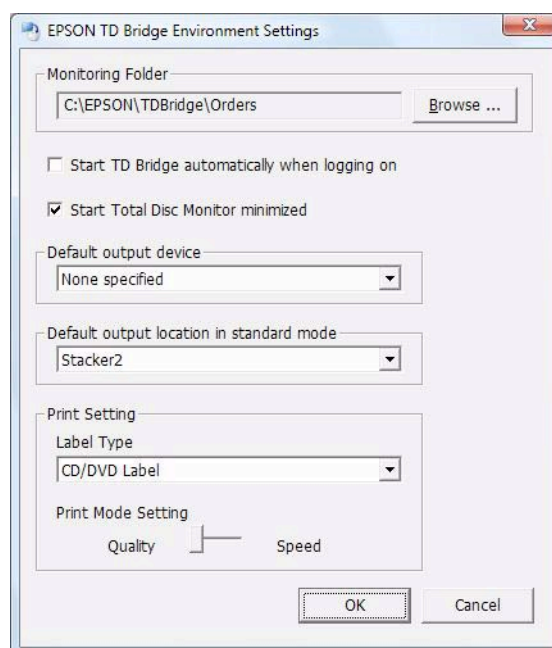 EPSON TD Bridge Environment Settings
Monitoring Folder
C:\EPSON\TDBridge\Orders
Browse ...
Start TD Bridge automatically when logging on
Start Total Disc Monitor minimized
Default output device
None specified
Default output location in standard mode
Stacker2
Print Setting
Label Type
CD/DVD Label
Print Mode Setting
Quality Speed
OK Cancel